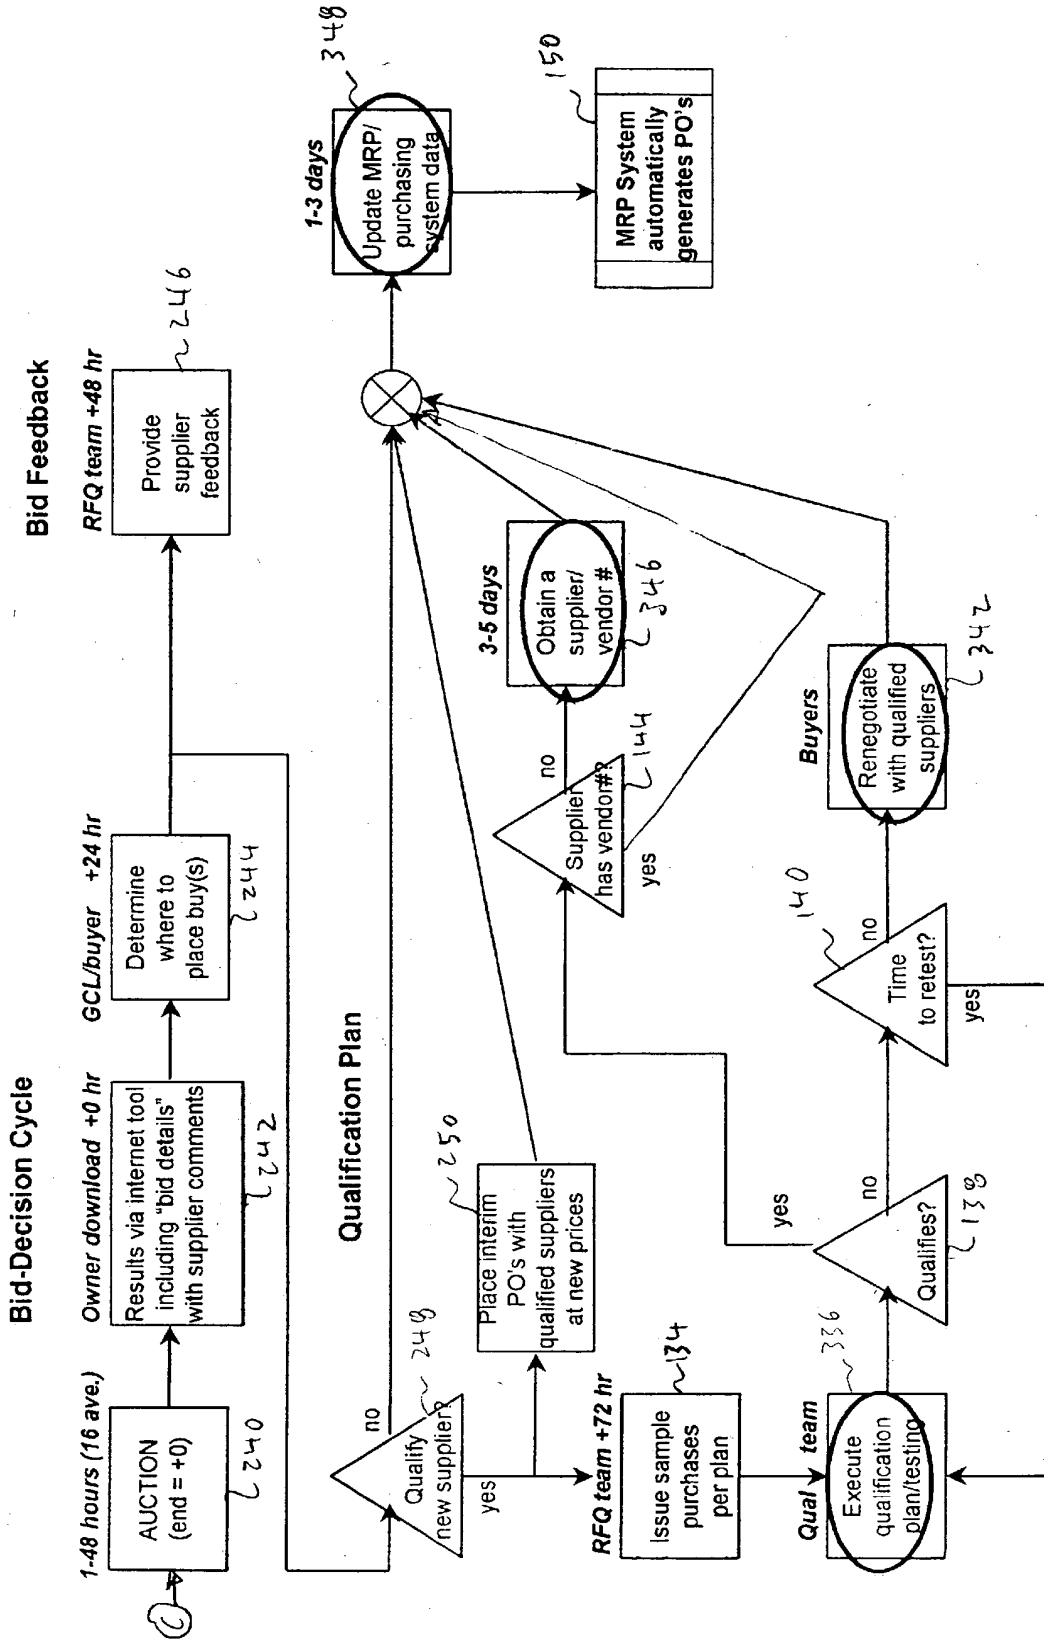 Bid-Decision Cycle
Bid Feedback
1-48 hours (16 ave.)
Owner download +0 hr
GCL/buyer +24 hr
RFQ team +48 hr
C
AUCTION
(end = +0)
240
Results via internet tool
including "bid details"
with supplier comments
242
Determine
where to
place buy(s)
244
Provide
supplier
feedback
246
Qualification Plan
1-3 days
Update MRP/
purchasing
system data
348
Qualify
new supplier?
248
no
yes
Place interim
PO's with
qualified suppliers
at new prices
250
3-5 days
Supplier
has vendor#?
144
no
yes
Obtain a
supplier/
vendor #
346
MRP System
automatically
generates PO's
150
RFQ team +72 hr
Issue sample
purchases
per plan
134
Qual team
Execute
qualification
plan/testing
336
Qualifies?
138
yes
no
Time
to retest?
140
no
yes
Buyers
Renegotiate
with qualified
suppliers
342